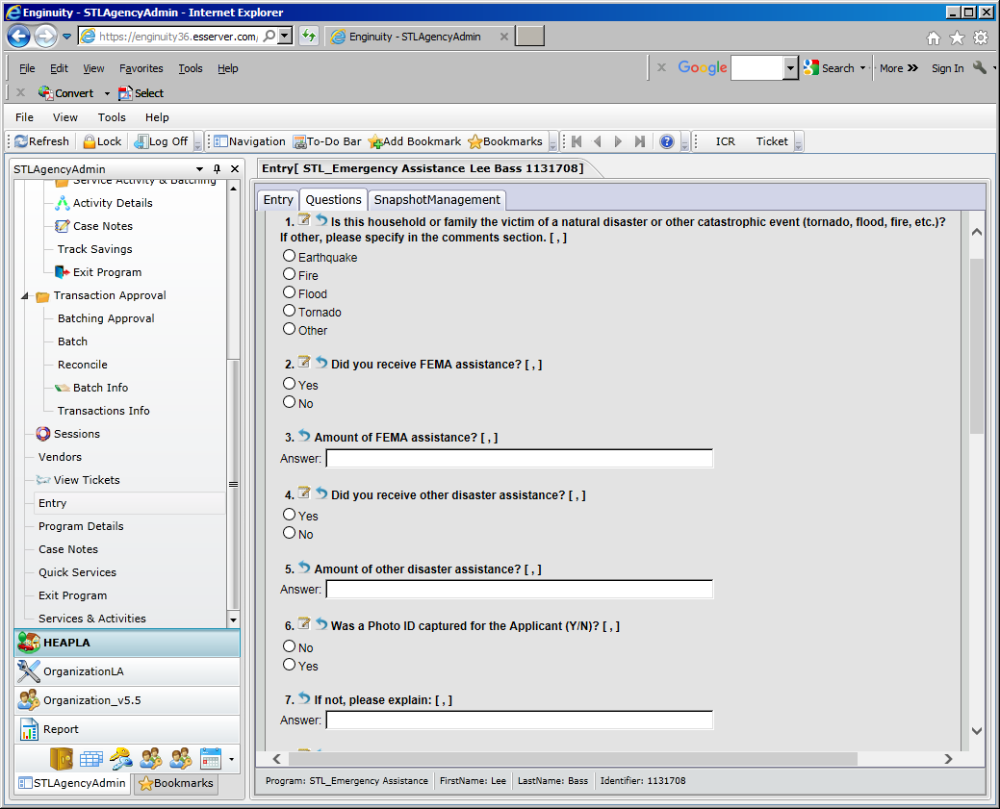 Enginuity - STLAgencyAdmin - Internet Explorer
https://enginuity36.esserver.com/
Enginuity - STLAgencyAdmin
File Edit View Favorites Tools Help
Google Search More Sign In
Convert Select
File View Tools Help
Refresh Lock Log Off Navigation To-Do Bar Add Bookmark Bookmarks ICR Ticket
STLAgencyAdmin
Service Activity & Batching
Activity Details
Case Notes
Track Savings
Exit Program
Transaction Approval
Batching Approval
Batch
Reconcile
Batch Info
Transactions Info
Sessions
Vendors
View Tickets
Entry
Program Details
Case Notes
Quick Services
Exit Program
Services & Activities
HEAPLA
OrganizationLA
Organization_v5.5
Report
STLAgencyAdmin Bookmarks
Entry[ STL_Emergency Assistance Lee Bass 1131708]
Entry Questions SnapshotManagement
1. Is this household or family the victim of a natural disaster or other catastrophic event (tornado, flood, fire, etc.)?
If other, please specify in the comments section. [ , ]
Earthquake
Fire
Flood
Tornado
Other
2. Did you receive FEMA assistance? [ , ]
Yes
No
3. Amount of FEMA assistance? [ , ]
Answer:
4. Did you receive other disaster assistance? [ , ]
Yes
No
5. Amount of other disaster assistance? [ , ]
Answer:
6. Was a Photo ID captured for the Applicant (Y/N)? [ , ]
No
Yes
7. If not, please explain: [ , ]
Answer:
Program: STL_Emergency Assistance FirstName: Lee LastName: Bass Identifier: 1131708